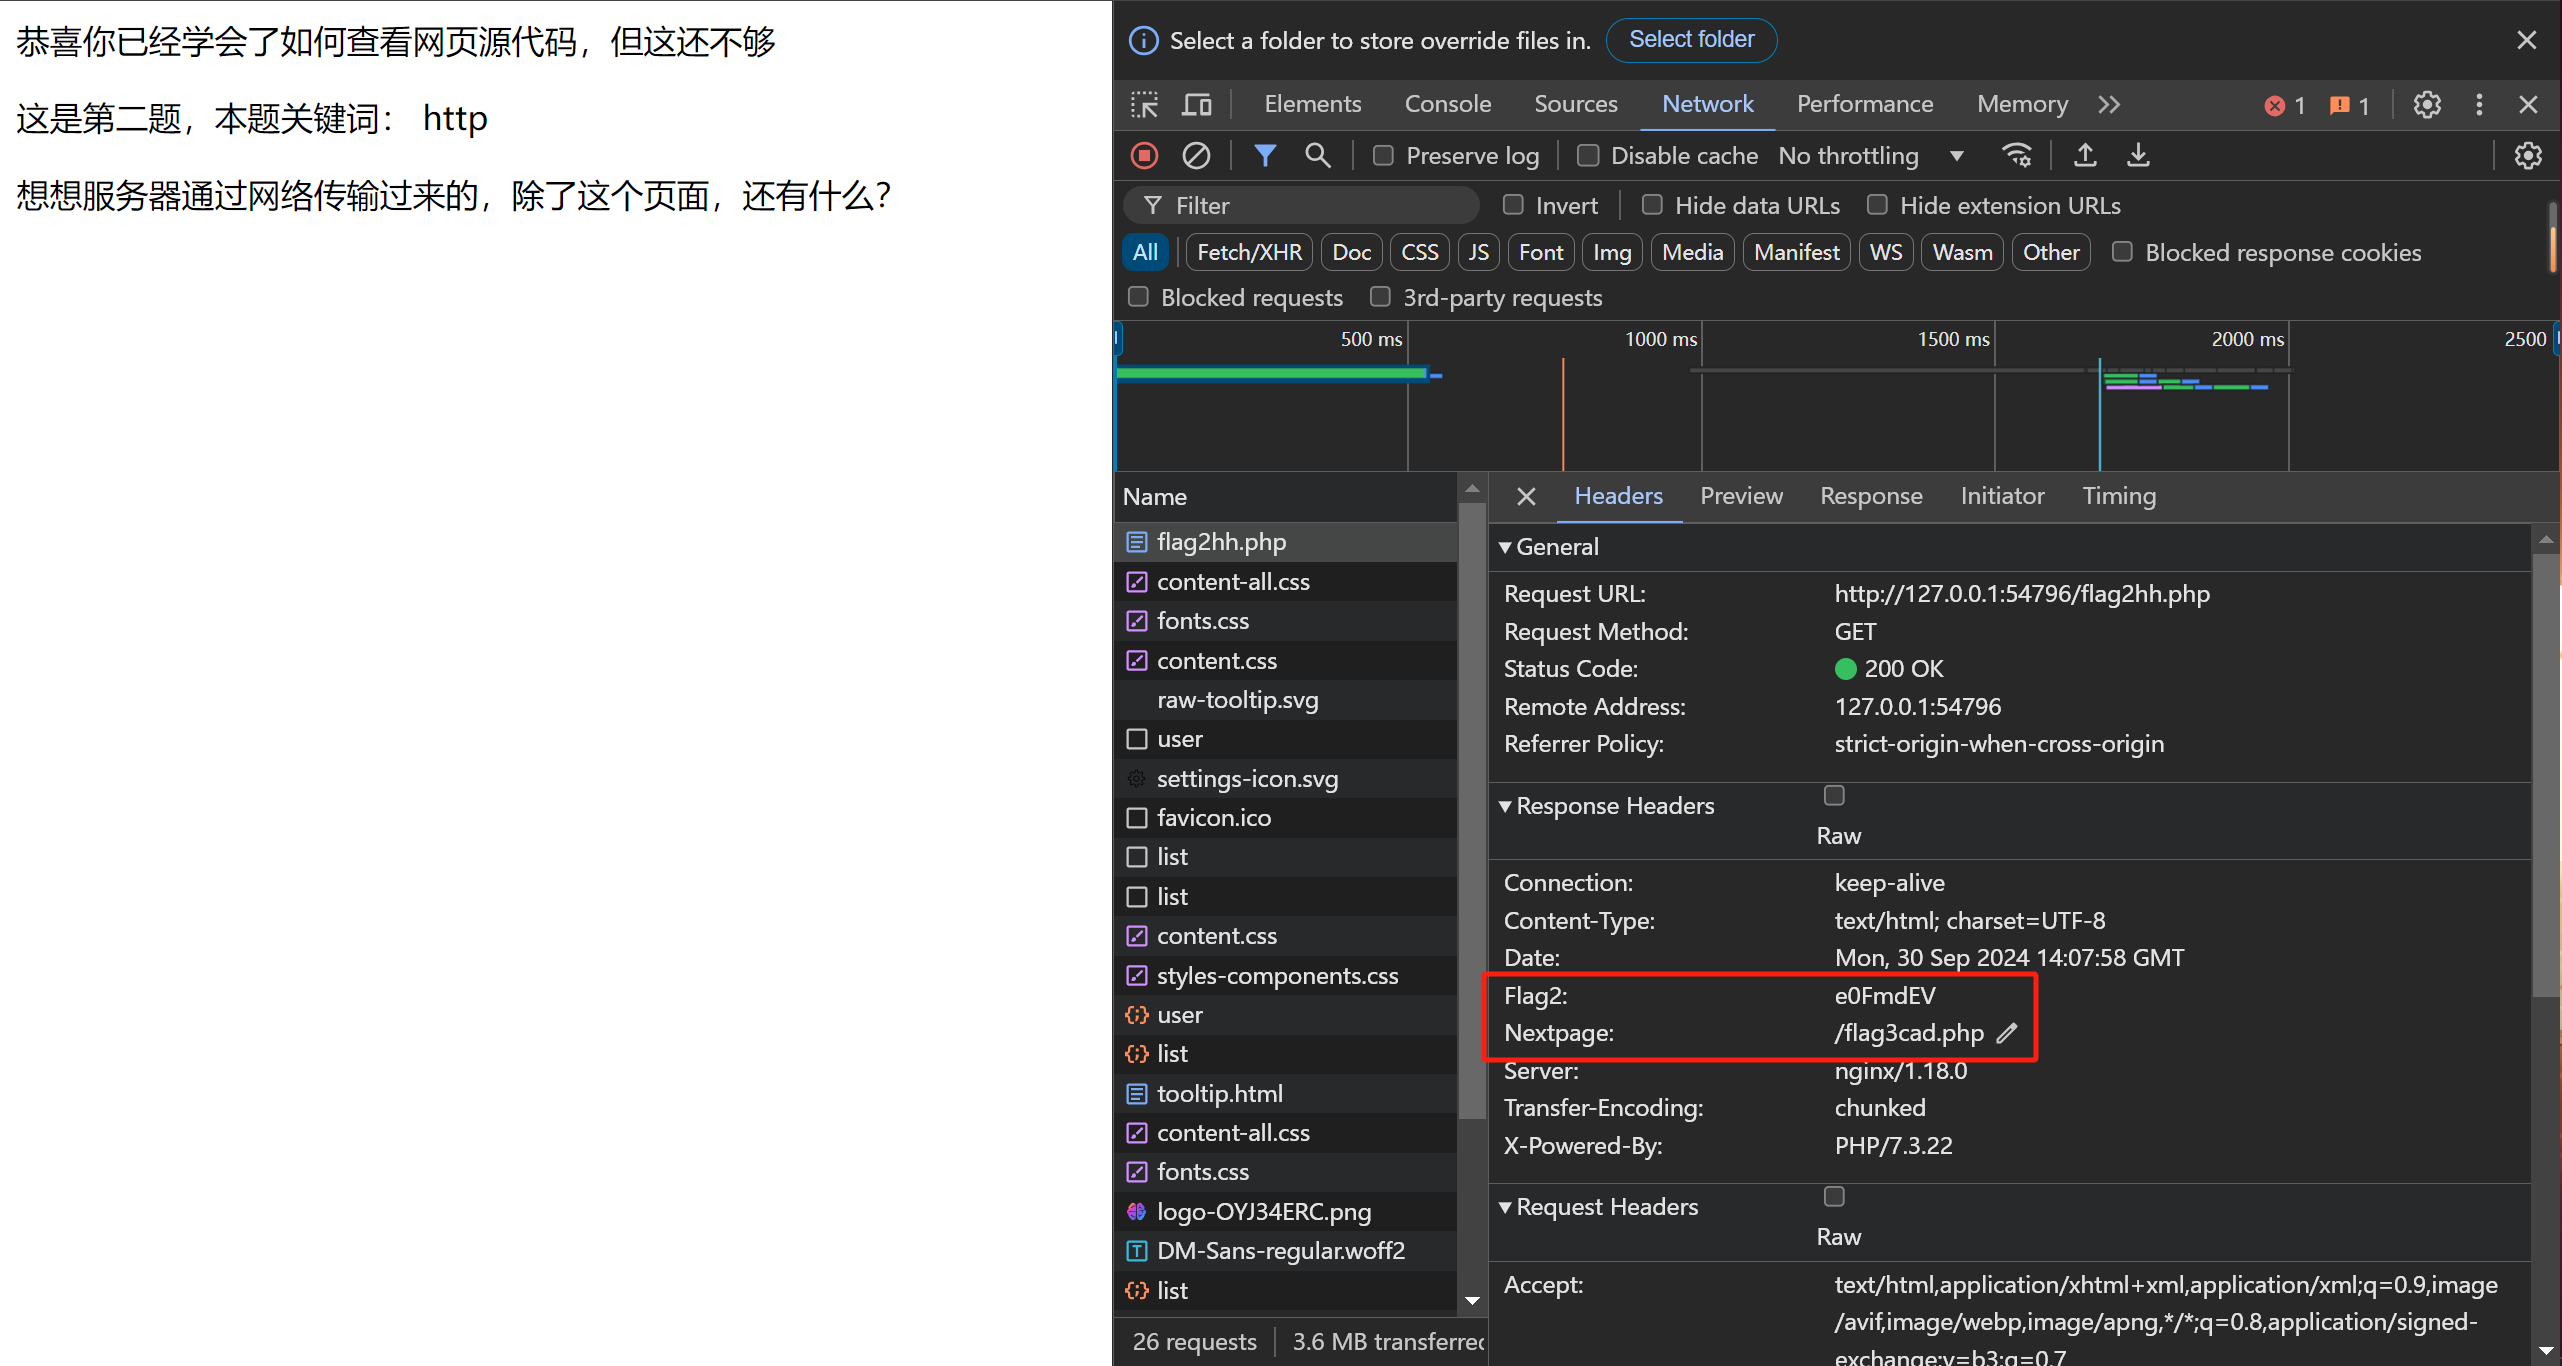 恭喜你已经学会了如何查看网页源代码，但这还不够
这是第二题，本题关键词： http
想想服务器通过网络传输过来的，除了这个页面，还有什么？
Select a folder to store override files in. Select folder
Elements Console Sources Network Performance Memory 1 1
Preserve log Disable cache No throttling
Filter Invert Hide data URLs Hide extension URLs
All Fetch/XHR Doc CSS JS Font Img Media Manifest WS Wasm Other Blocked response cookies
Blocked requests 3rd-party requests
500 ms 1000 ms 1500 ms 2000 ms 2500
Name
flag2hh.php
content-all.css
fonts.css
content.css
raw-tooltip.svg
user
settings-icon.svg
favicon.ico
list
list
content.css
styles-components.css
user
list
tooltip.html
content-all.css
fonts.css
logo-OYJ34ERC.png
DM-Sans-regular.woff2
list
26 requests 3.6 MB transferred
Headers Preview Response Initiator Timing
General
Request URL: http://127.0.0.1:54796/flag2hh.php
Request Method: GET
Status Code: 200 OK
Remote Address: 127.0.0.1:54796
Referrer Policy: strict-origin-when-cross-origin
Response Headers
Raw
Connection: keep-alive
Content-Type: text/html; charset=UTF-8
Date: Mon, 30 Sep 2024 14:07:58 GMT
Flag2: e0FmdEV
Nextpage: /flag3cad.php
Server: nginx/1.18.0
Transfer-Encoding: chunked
X-Powered-By: PHP/7.3.22
Request Headers
Raw
Accept: text/html,application/xhtml+xml,application/xml;q=0.9,image
/avif,image/webp,image/apng,*/*;q=0.8,application/signed-
exchange;v=b3;q=0.7